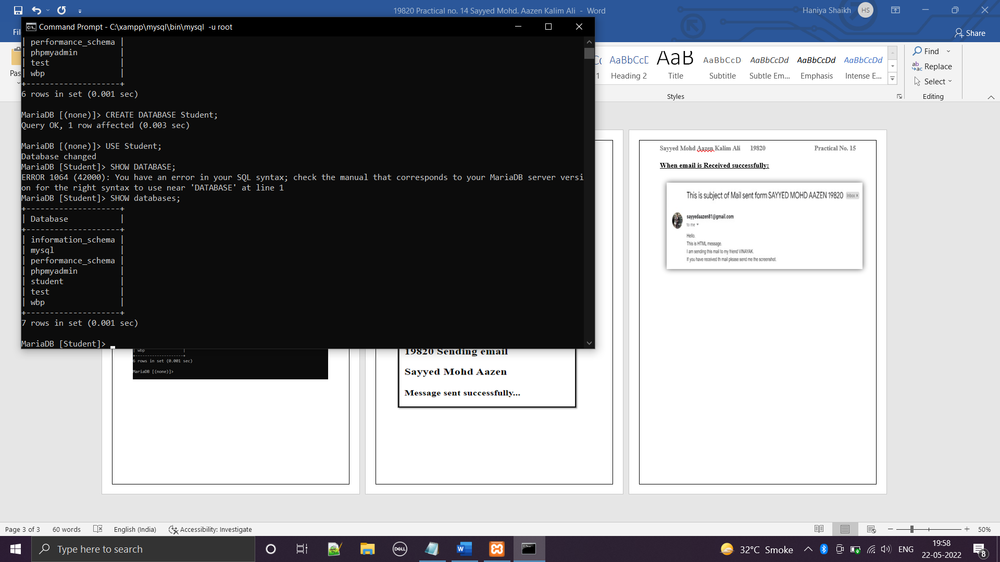 19820 Practical no. 14 Sayyed Mohd. Aazen Kalim Ali - Word
Haniya Shaikh
HS
Command Prompt - C:\xampp\mysql\bin\mysql -u root
Fil
Share
Pas
| performance_schema |
| phpmyadmin |
| test |
| wbp |
+--------------------+
6 rows in set (0.001 sec)
MariaDB [(none)]> CREATE DATABASE Student;
Query OK, 1 row affected (0.003 sec)
MariaDB [(none)]> USE Student;
Database changed
MariaDB [Student]> SHOW DATABASE;
ERROR 1064 (42000): You have an error in your SQL syntax; check the manual that corresponds to your MariaDB server versi
on for the right syntax to use near 'DATABASE' at line 1
MariaDB [Student]> SHOW databases;
+--------------------+
| Database |
+--------------------+
| information_schema |
| mysql |
| performance_schema |
| phpmyadmin |
| student |
| test |
| wbp |
+--------------------+
7 rows in set (0.001 sec)
MariaDB [Student]>
AaBbCcC AaB AaBbCcD AaBbCcDd AaBbCcDd AaBbCcDd
1 Heading 2 Title Subtitle Subtle Em... Emphasis Intense E...
Styles
Find
Replace
Select
Editing
| wbp |
+--------------------+
6 rows in set (0.001 sec)
MariaDB [(none)]>
19820 Sending email
Sayyed Mohd Aazen
Message sent successfully...
Sayyed Mohd Aazen Kalim Ali 19820 Practical No. 15
When email is Received successfully:
This is subject of Mail sent form SAYYED MOHD AAZEN 19820 Inbox x
sayyedaazen81@gmail.com
to me
Hello.
This is HTML message.
I am sending this mail to my friend VINAYAK.
If you have received th mail please send me the screenshot.
Page 3 of 3 60 words English (India) Accessibility: Investigate
50%
Type here to search
DELL
32°C Smoke
ENG
19:58
22-05-2022
8